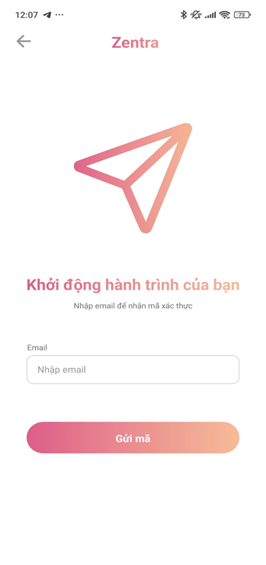 12:07
73
Zentra
Khởi động hành trình của bạn
Nhập email để nhận mã xác thực
Email
Nhập email
Gửi mã